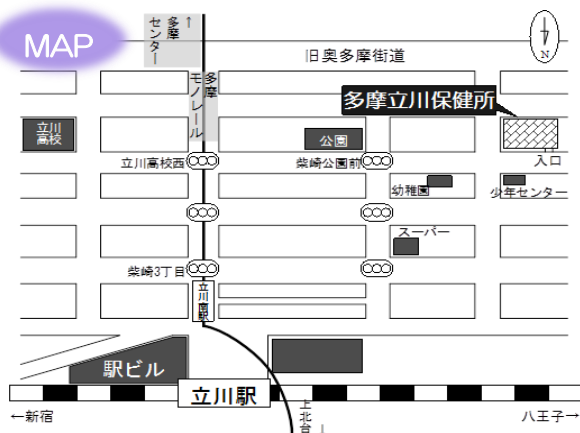 MAP
↑多摩センター
旧奥多摩街道
多摩モノレール
多摩立川保健所
N
立川高校
公園
入口
立川高校西
柴崎公園前
幼稚園
少年センター
スーパー
柴崎3丁目
立川南駅
駅ビル
立川駅
←新宿
上北台↓
八王子→